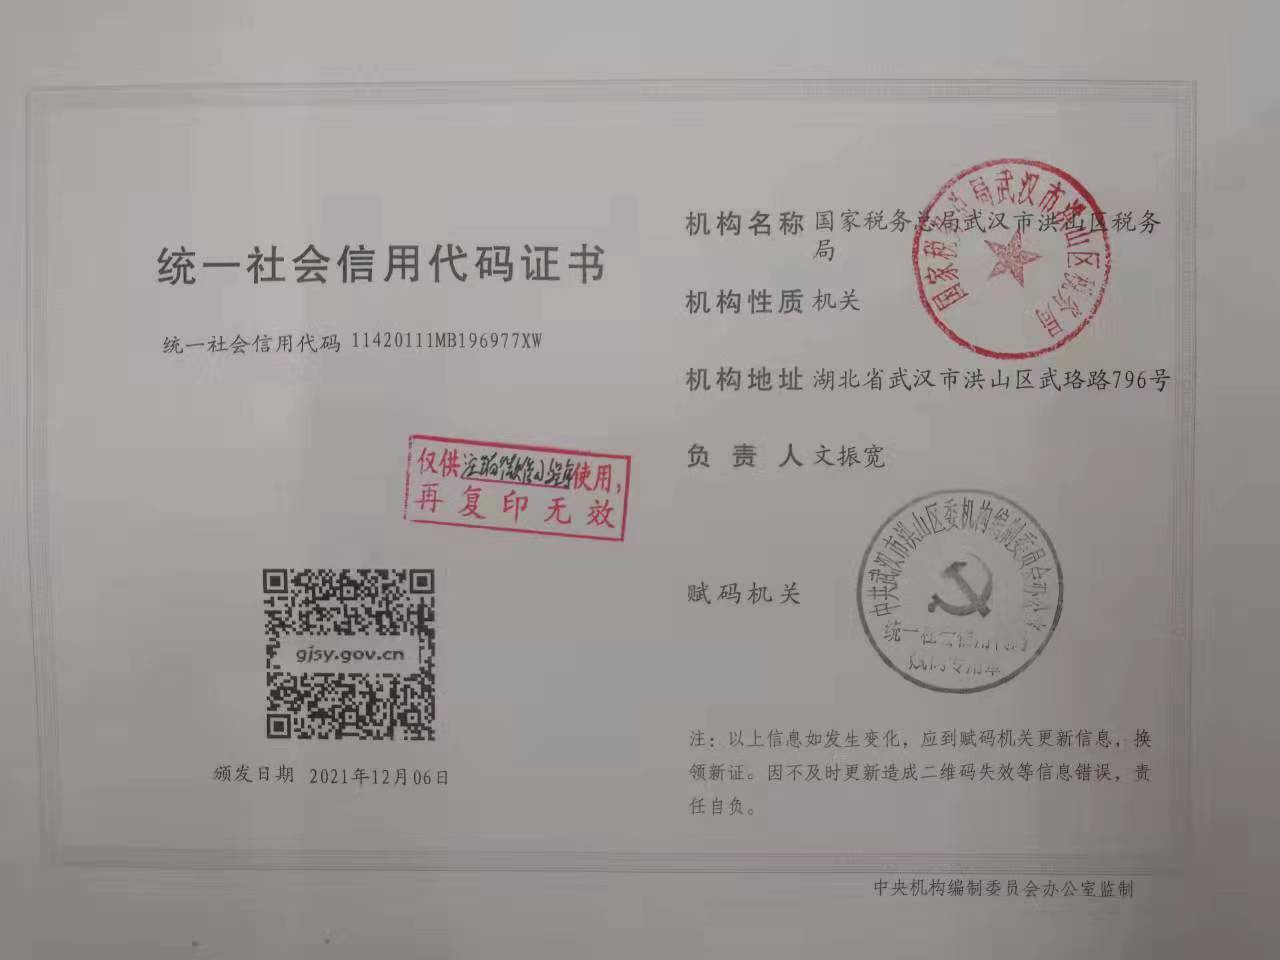 统一社会信用代码证书
统一社会信用代码 11420111MB196977XW
仅供注销微信小程序使用，
再复印无效
gjsy.gov.cn
颁发日期 2021年12月06日
机构名称 国家税务总局武汉市洪山区税务
局
国家税务总局武汉市洪山区税务局
机构性质 机关
机构地址 湖北省武汉市洪山区武珞路796号
负责人 文振宽
赋码机关
中共武汉市洪山区委机构编制委员会办公室
统一社会信用代码
赋码专用章
注：以上信息如发生变化，应到赋码机关更新信息，换
领新证。因不及时更新造成二维码失效等信息错误，责
任自负。
中央机构编制委员会办公室监制